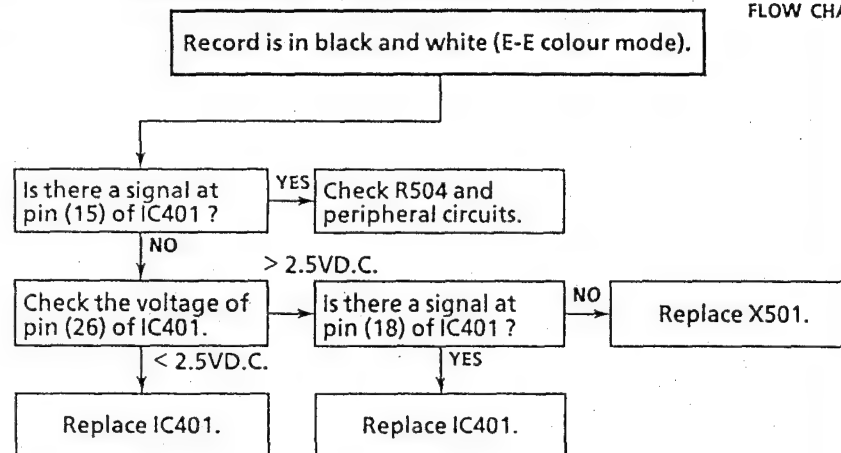 FLOW CHA
Record is in black and white (E-E colour mode).
Is there a signal at
pin (15) of IC401 ?
YES
Check R504 and
peripheral circuits.
NO
> 2.5VD.C.
Check the voltage of
pin (26) of IC401.
Is there a signal at
pin (18) of IC401 ?
NO
Replace X501.
< 2.5VD.C.
YES
Replace IC401.
Replace IC401.